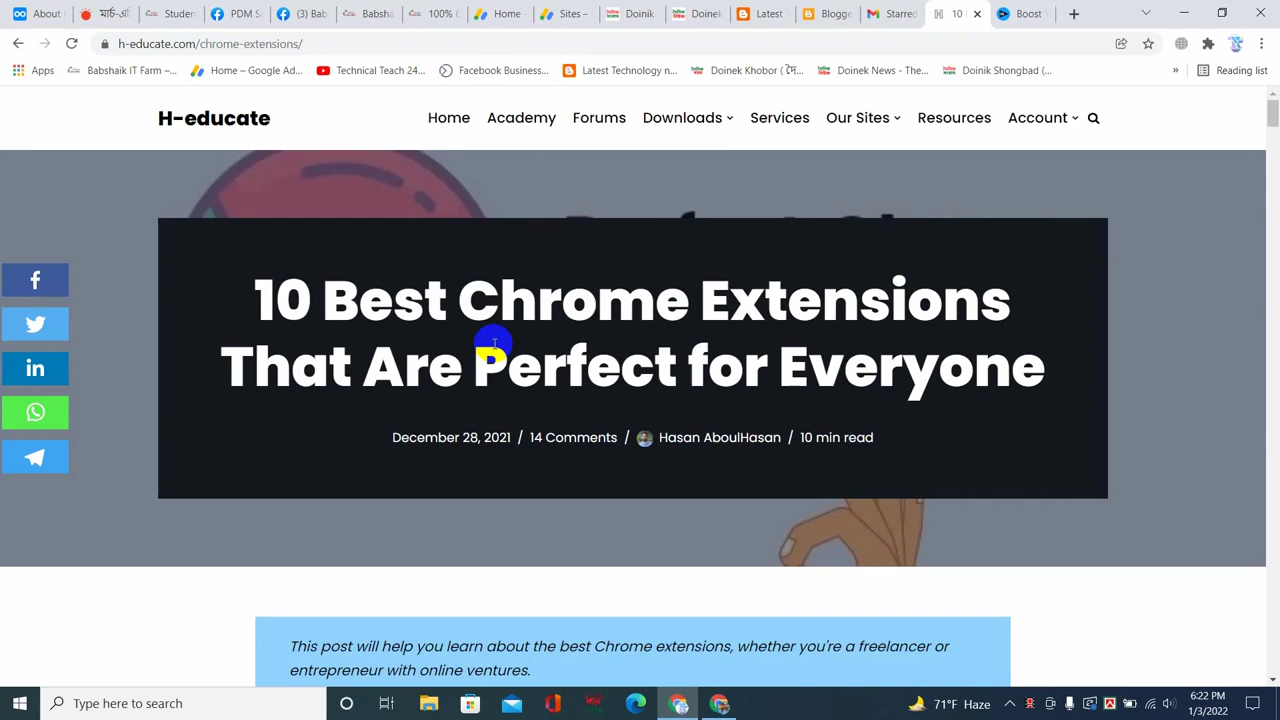 About
Studen
PDM S
(3) Bab
Babsha
100%
Home
Sites –
Doinik
Doinek
Latest
Blogge
Starred
10
Boost
h-educate.com/chrome-extensions/
Apps
Babshaik IT Farm –...
Home – Google Ad...
Technical Teach 24...
Facebook Business...
Latest Technology n...
Doinek News - The...
Doinik Shongbad (...
»
Reading list
H-educate
Home
Academy
Forums
Downloads
Services
Our Sites
Resources
Account
10 Best Chrome Extensions
That Are Perfect for Everyone
December 28, 2021 / 14 Comments / Hasan AboulHasan / 10 min read
This post will help you learn about the best Chrome extensions, whether you're a freelancer or
entrepreneur with online ventures.
Type here to search
71°F Haze
6:22 PM
1/3/2022